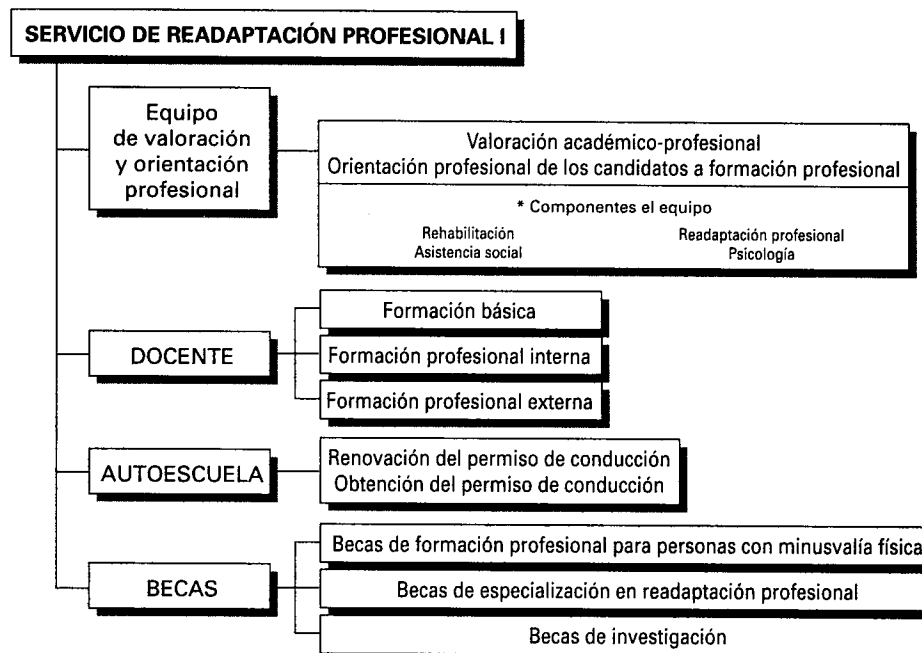 SERVICIO DE READAPTACIÓN PROFESIONAL I
Equipo
de valoración
y orientación
profesional
Valoración académico-profesional
Orientación profesional de los candidatos a formación profesional
* Componentes el equipo
Rehabilitación
Asistencia social
Readaptación profesional
Psicología
DOCENTE
Formación básica
Formación profesional interna
Formación profesional externa
AUTOESCUELA
Renovación del permiso de conducción
Obtención del permiso de conducción
BECAS
Becas de formación profesional para personas con minusvalía física
Becas de especialización en readaptación profesional
Becas de investigación